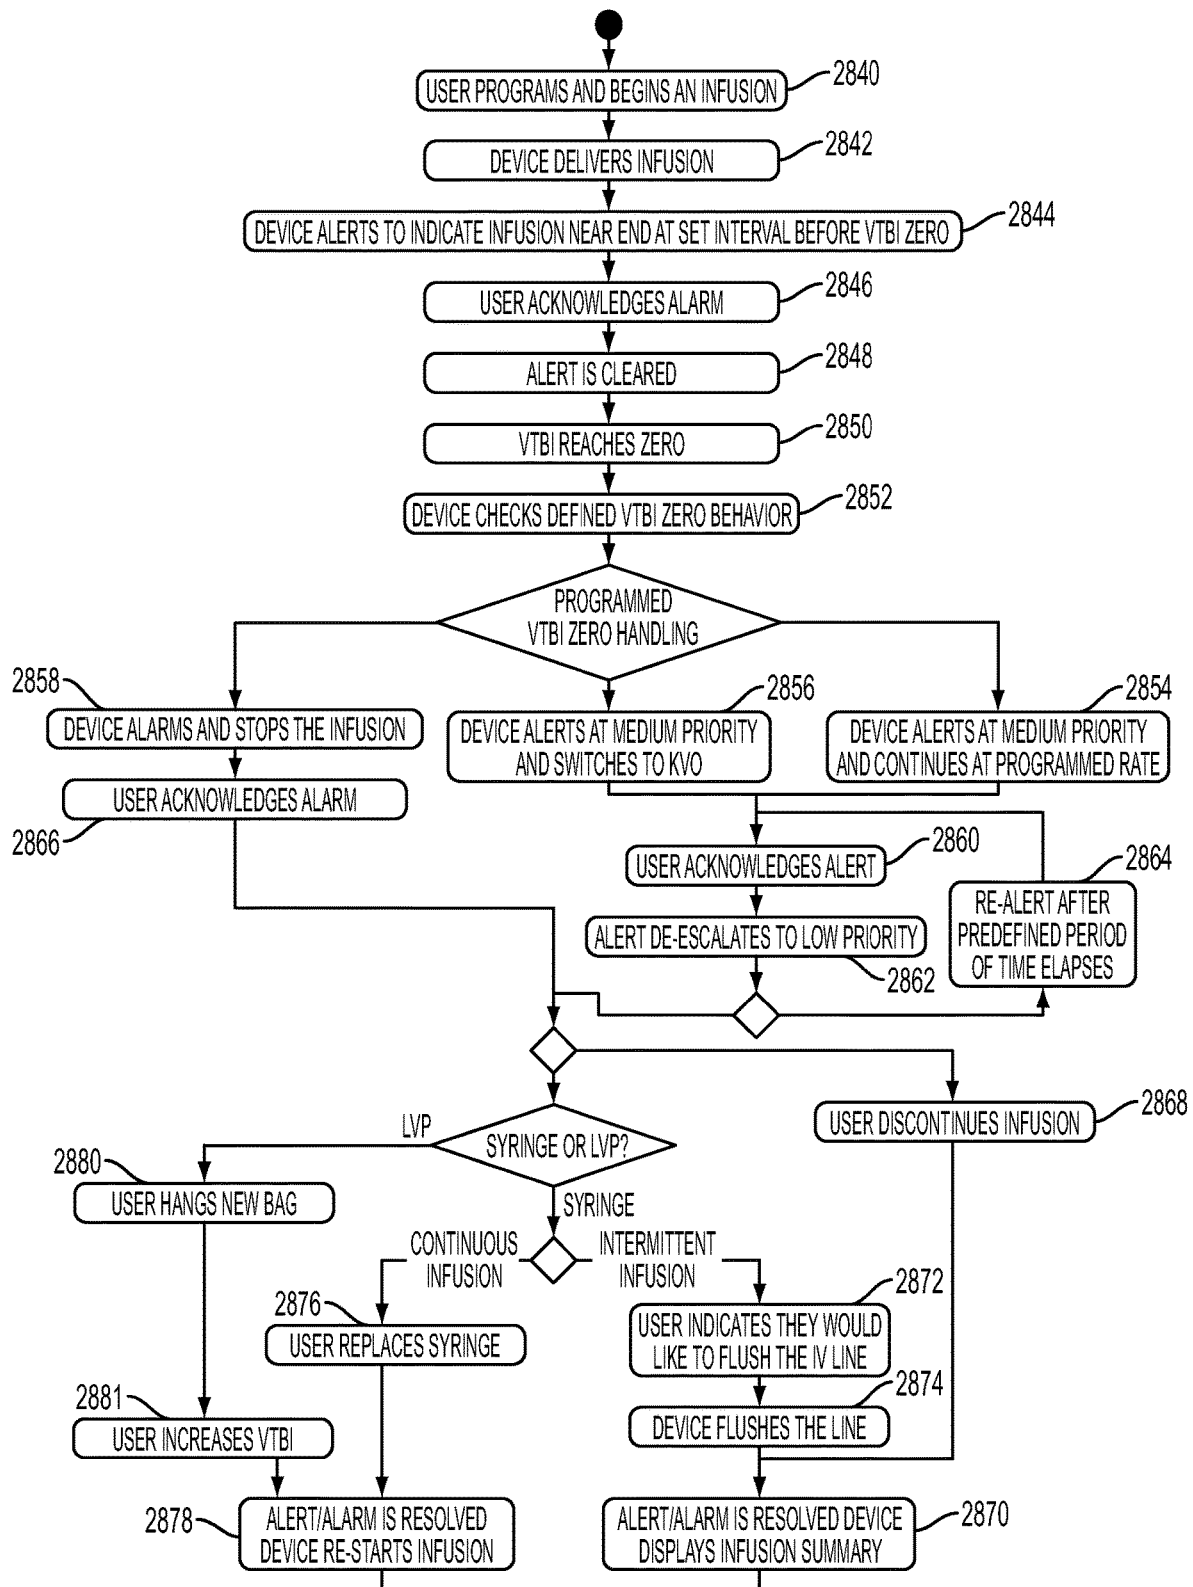 2840
USER PROGRAMS AND BEGINS AN INFUSION
2842
DEVICE DELIVERS INFUSION
2844
DEVICE ALERTS TO INDICATE INFUSION NEAR END AT SET INTERVAL BEFORE VTBI ZERO
2846
USER ACKNOWLEDGES ALARM
2848
ALERT IS CLEARED
2850
VTBI REACHES ZERO
2852
DEVICE CHECKS DEFINED VTBI ZERO BEHAVIOR
PROGRAMMED
VTBI ZERO HANDLING
2858
DEVICE ALARMS AND STOPS THE INFUSION
2856
DEVICE ALERTS AT MEDIUM PRIORITY
AND SWITCHES TO KVO
2854
DEVICE ALERTS AT MEDIUM PRIORITY
AND CONTINUES AT PROGRAMMED RATE
USER ACKNOWLEDGES ALARM
2866
2860
USER ACKNOWLEDGES ALERT
2864
RE-ALERT AFTER
PREDEFINED PERIOD
OF TIME ELAPSES
ALERT DE-ESCALATES TO LOW PRIORITY
2862
2868
USER DISCONTINUES INFUSION
LVP
SYRINGE OR LVP?
2880
USER HANGS NEW BAG
SYRINGE
CONTINUOUS
INFUSION
INTERMITTENT
INFUSION
2876
USER REPLACES SYRINGE
2872
USER INDICATES THEY WOULD
LIKE TO FLUSH THE IV LINE
2874
DEVICE FLUSHES THE LINE
2881
USER INCREASES VTBI
2878
ALERT/ALARM IS RESOLVED
DEVICE RE-STARTS INFUSION
2870
ALERT/ALARM IS RESOLVED DEVICE
DISPLAYS INFUSION SUMMARY